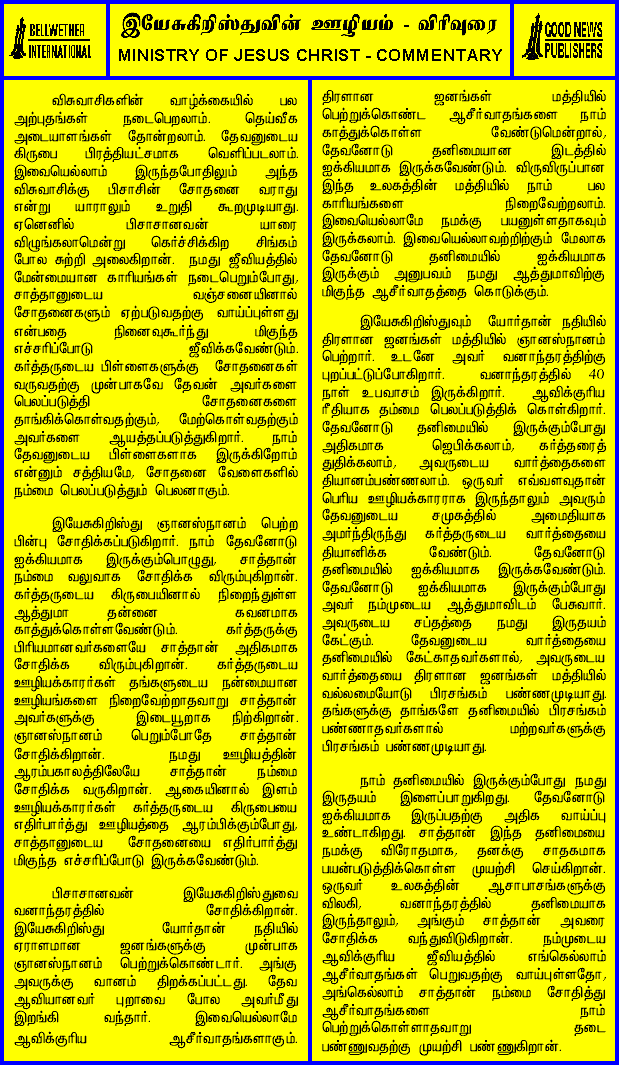 BELLWETHER
INTERNATIONAL
இயேசுகிறிஸ்துவின் ஊழியம் - விரிவுரை
MINISTRY OF JESUS CHRIST - COMMENTARY
GOOD NEWS
PUBLISHERS
விசுவாசிகளின் வாழ்க்கையில் பல
அற்புதங்கள் நடைபெறலாம். தெய்வீக
அடையாளங்கள் தோன்றலாம். தேவனுடைய
கிருபை பிரத்தியட்சமாக வெளிப்படலாம்.
இவையெல்லாம் இருந்தபோதிலும் அந்த
விசுவாசிக்கு பிசாசின் சோதனை வராது
என்று யாராலும் உறுதி கூறமுடியாது.
ஏனெனில் பிசாசானவன் யாரை
விழுங்கலாமென்று கெர்ச்சிக்கிற சிங்கம்
போல சுற்றி அலைகிறான். நமது ஜீவியத்தில்
மேன்மையான காரியங்கள் நடைபெறும்போது,
சாத்தானுடைய வஞ்சனையினால்
சோதனைகளும் ஏற்படுவதற்கு வாய்ப்புள்ளது
என்பதை நினைவுகூர்ந்து மிகுந்த
எச்சரிப்போடு ஜீவிக்கவேண்டும்.
கர்த்தருடைய பிள்ளைகளுக்கு சோதனைகள்
வருவதற்கு முன்பாகவே தேவன் அவர்களை
பெலப்படுத்தி சோதனைகளை
தாங்கிக்கொள்வதற்கும், மேற்கொள்வதற்கும்
அவர்களை ஆயத்தப்படுத்துகிறார். நாம்
தேவனுடைய பிள்ளைகளாக இருக்கிறோம்
என்னும் சத்தியமே, சோதனை வேளைகளில்
நம்மை பெலப்படுத்தும் பெலனாகும்.
இயேசுகிறிஸ்து ஞானஸ்நானம் பெற்ற
பின்பு சோதிக்கப்படுகிறார். நாம் தேவனோடு
ஐக்கியமாக இருக்கும்பொழுது, சாத்தான்
நம்மை வலுவாக சோதிக்க விரும்புகிறான்.
கர்த்தருடைய கிருபையினால் நிறைந்துள்ள
ஆத்துமா தன்னை கவனமாக
காத்துக்கொள்ளவேண்டும். கர்த்தருக்கு
பிரியமானவர்களையே சாத்தான் அதிகமாக
சோதிக்க விரும்புகிறான். கர்த்தருடைய
ஊழியக்காரர்கள் தங்களுடைய நன்மையான
ஊழியங்களை நிறைவேற்றாதவாறு சாத்தான்
அவர்களுக்கு இடையூறாக நிற்கிறான்.
ஞானஸ்நானம் பெறும்போதே சாத்தான்
சோதிக்கிறான். நமது ஊழியத்தின்
ஆரம்பகாலத்திலேயே சாத்தான் நம்மை
சோதிக்க வருகிறான். ஆகையினால் இளம்
ஊழியக்காரர்கள் கர்த்தருடைய கிருபையை
எதிர்பார்த்து ஊழியத்தை ஆரம்பிக்கும்போது,
சாத்தானுடைய சோதனையை எதிர்பார்த்து
மிகுந்த எச்சரிப்போடு இருக்கவேண்டும்.
பிசாசானவன் இயேசுகிறிஸ்துவை
வனாந்தரத்தில் சோதிக்கிறான்.
இயேசுகிறிஸ்து யோர்தான் நதியில்
ஏராளமான ஜனங்களுக்கு முன்பாக
ஞானஸ்நானம் பெற்றுக்கொண்டார். அங்கு
அவருக்கு வானம் திறக்கப்பட்டது. தேவ
ஆவியானவர் புறாவை போல அவர்மீது
இறங்கி வந்தார். இவையெல்லாமே
ஆவிக்குரிய ஆசீர்வாதங்களாகும்.
திரளான ஜனங்கள் மத்தியில்
பெற்றுக்கொண்ட ஆசீர்வாதங்களை நாம்
காத்துக்கொள்ள வேண்டுமென்றால்,
தேவனோடு தனிமையான இடத்தில்
ஐக்கியமாக இருக்கவேண்டும். விருவிருப்பான
இந்த உலகத்தின் மத்தியில் நாம் பல
காரியங்களை நிறைவேற்றலாம்.
இவையெல்லாமே நமக்கு பயனுள்ளதாகவும்
இருக்கலாம். இவையெல்லாவற்றிற்கும் மேலாக
தேவனோடு தனிமையில் ஐக்கியமாக
இருக்கும் அனுபவம் நமது ஆத்துமாவிற்கு
மிகுந்த ஆசீர்வாதத்தை கொடுக்கும்.
இயேசுகிறிஸ்துவும் யோர்தான் நதியில்
திரளான ஜனங்கள் மத்தியில் ஞானஸ்நானம்
பெற்றார். உடனே அவர் வனாந்தரத்திற்கு
புறப்பட்டுப்போகிறார். வனாந்தரத்தில் 40
நாள் உபவாசம் இருக்கிறார். ஆவிக்குரிய
ரீதியாக தம்மை பெலப்படுத்திக் கொள்கிறார்.
தேவனோடு தனிமையில் இருக்கும்போது
அதிகமாக ஜெபிக்கலாம், கர்த்தரைத்
துதிக்கலாம், அவருடைய வார்த்தைகளை
தியானம்பண்ணலாம். ஒருவர் எவ்வளவுதான்
பெரிய ஊழியக்காரராக இருந்தாலும் அவரும்
தேவனுடைய சமுகத்தில் அமைதியாக
அமர்ந்திருந்து கர்த்தருடைய வார்த்தையை
தியானிக்க வேண்டும். தேவனோடு
தனிமையில் ஐக்கியமாக இருக்கவேண்டும்.
தேவனோடு ஐக்கியமாக இருக்கும்போது
அவர் நம்முடைய ஆத்துமாவிடம் பேசுவார்.
அவருடைய சப்தத்தை நமது இருதயம்
கேட்கும். தேவனுடைய வார்த்தையை
தனிமையில் கேட்காதவர்களால், அவருடைய
வார்த்தையை திரளான ஜனங்கள் மத்தியில்
வல்லமையோடு பிரசங்கம் பண்ணமுடியாது.
தங்களுக்கு தாங்களே தனிமையில் பிரசங்கம்
பண்ணாதவர்களால் மற்றவர்களுக்கு
பிரசங்கம் பண்ணமுடியாது.
நாம் தனிமையில் இருக்கும்போது நமது
இருதயம் இளைப்பாறுகிறது. தேவனோடு
ஐக்கியமாக இருப்பதற்கு அதிக வாய்ப்பு
உண்டாகிறது. சாத்தான் இந்த தனிமையை
நமக்கு விரோதமாக, தனக்கு சாதகமாக
பயன்படுத்திக்கொள்ள முயற்சி செய்கிறான்.
ஒருவர் உலகத்தின் ஆசாபாசங்களுக்கு
விலகி, வனாந்தரத்தில் தனிமையாக
இருந்தாலும், அங்கும் சாத்தான் அவரை
சோதிக்க வந்துவிடுகிறான். நம்முடைய
ஆவிக்குரிய ஜீவியத்தில் எங்கெல்லாம்
ஆசீர்வாதங்கள் பெறுவதற்கு வாய்புள்ளதோ,
அங்கெல்லாம் சாத்தான் நம்மை சோதித்து
ஆசீர்வாதங்களை நாம்
பெற்றுக்கொள்ளாதவாறு தடை
பண்ணுவதற்கு முயற்சி பண்ணுகிறான்.